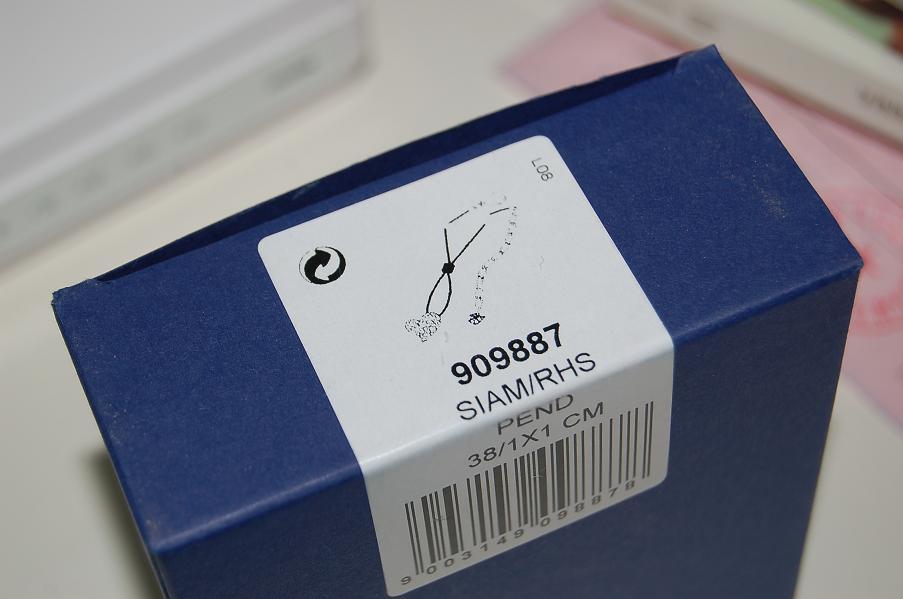 L08
909887
SIAM/RHS
PEND
38/1X1 CM
9 003149 098878